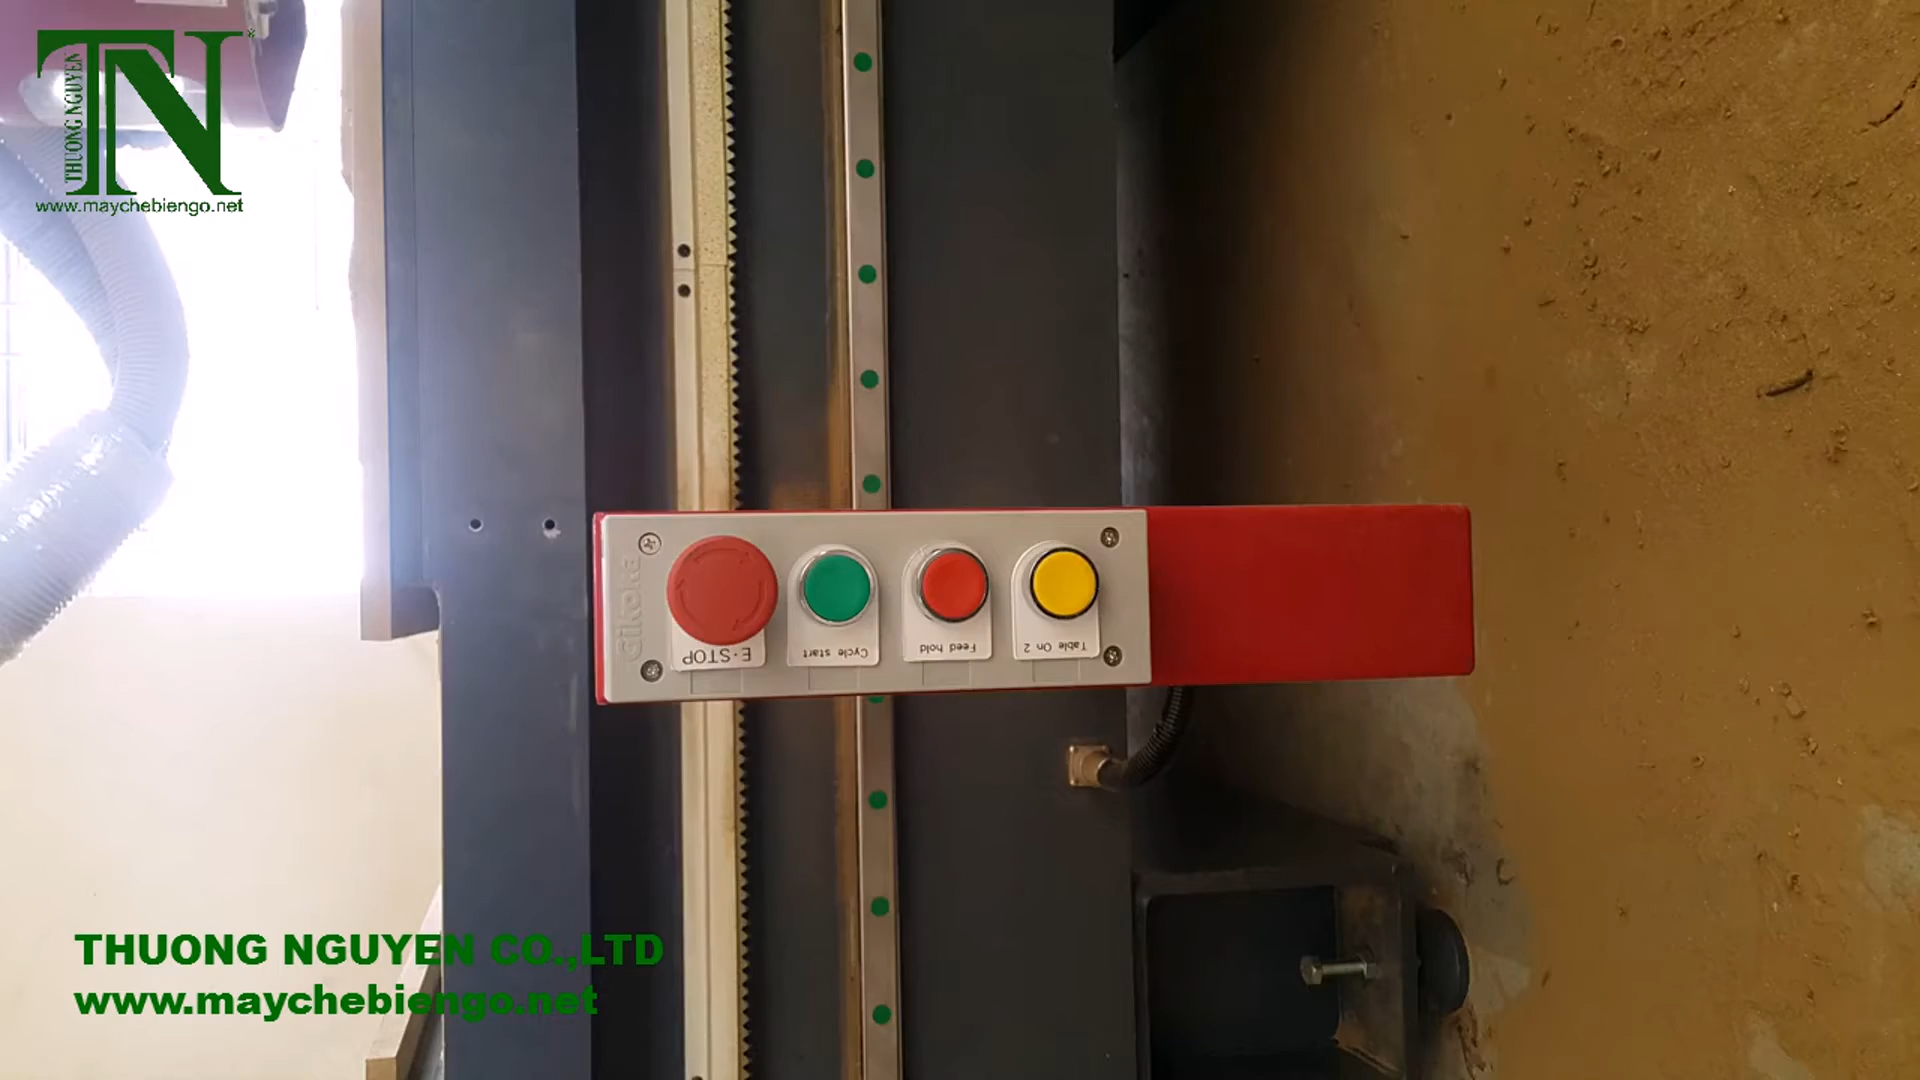 THUONG NGUYEN
TN
www.maychebiengo.net
Gikoka
E-STOP
Cycle start
Feed hold
Table On 2
THUONG NGUYEN CO.,LTD
www.maychebiengo.net